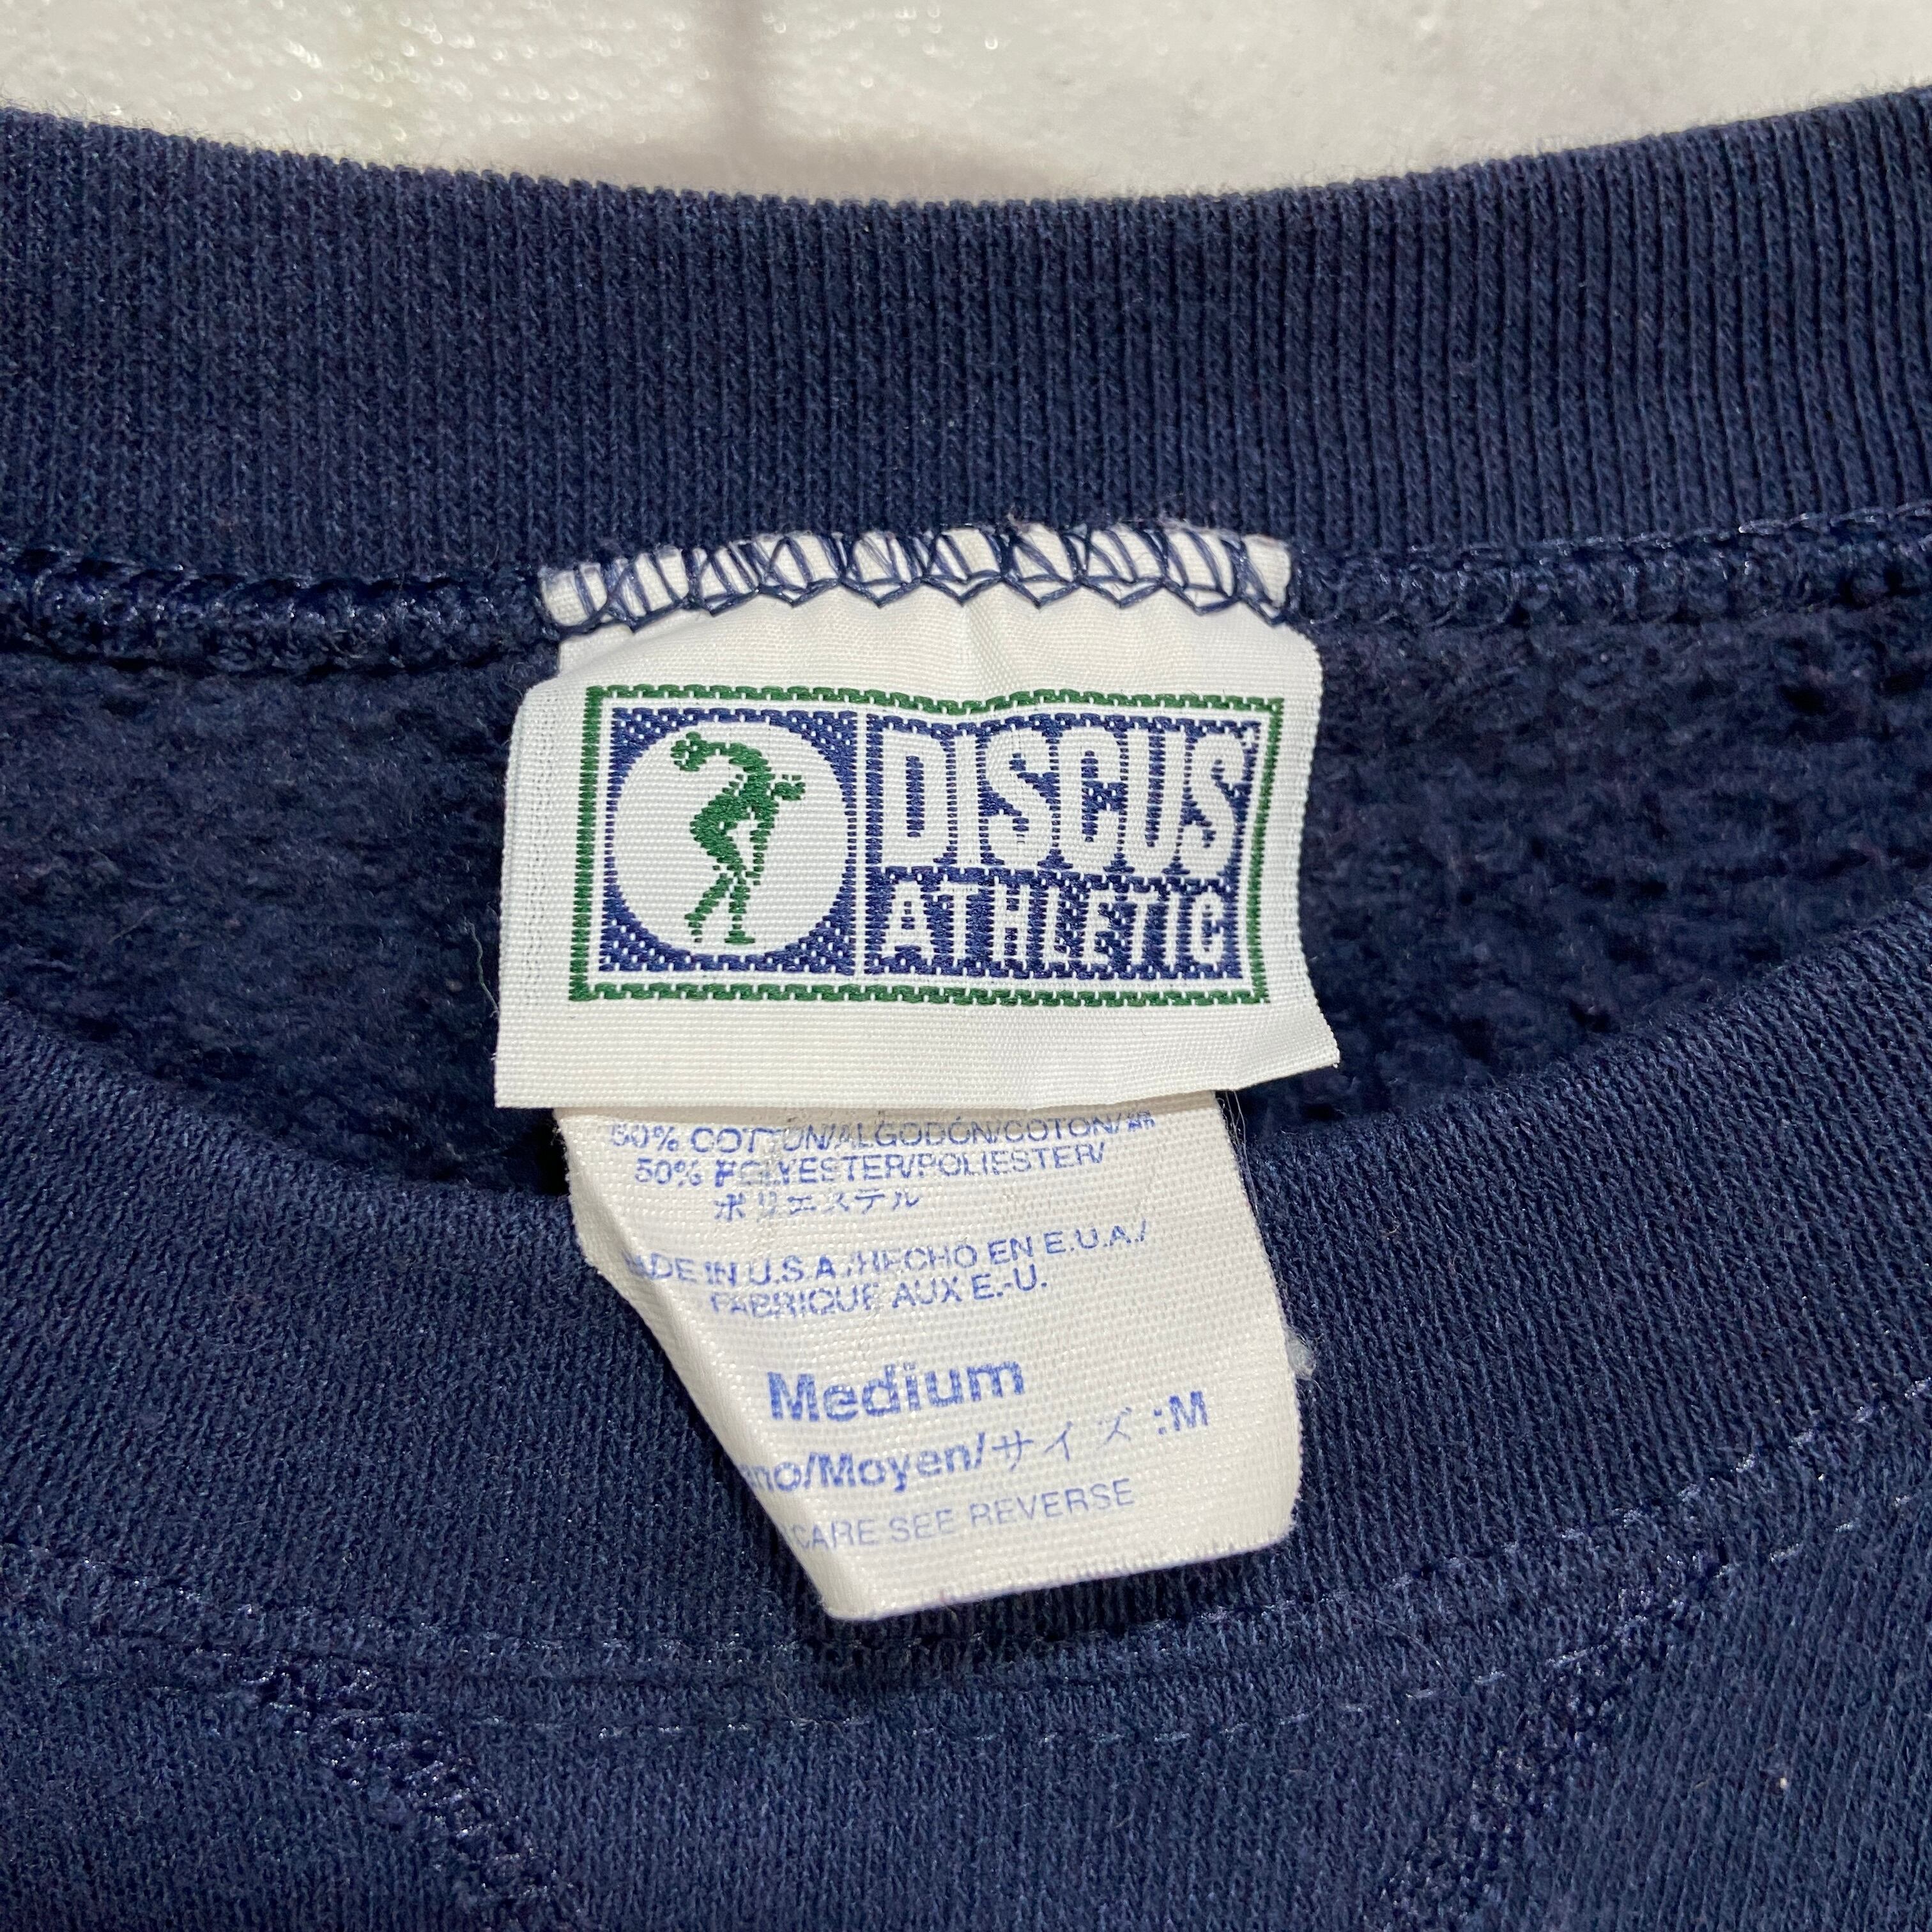 DISCUS
ATHLETIC
50% COTTON/ALGODÓN/COTON/綿
50% POLYESTER/POLIESTER/
ポリエステル
MADE IN U.S.A./HECHO EN E.U.A./
FABRIQUE AUX E.-U.
Medium
/Moyen/サイズ:M
CARE SEE REVERSE